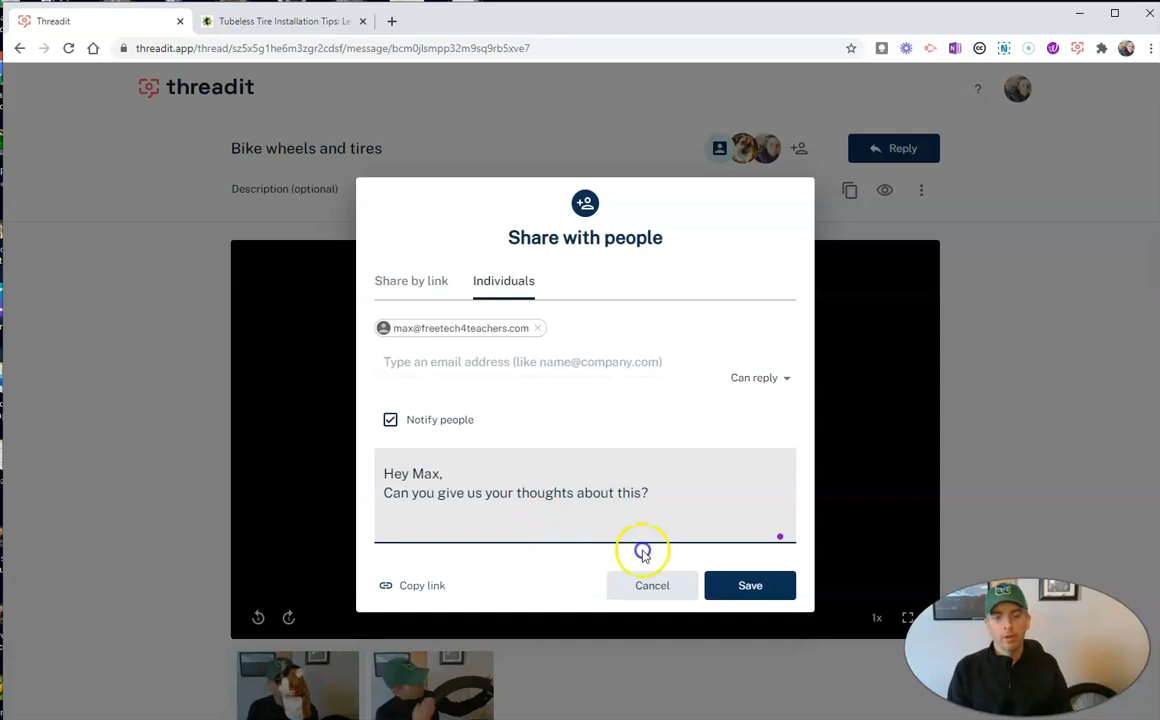 Threadit
Tubeless Tire Installation Tips: Le
threadit.app/thread/sz5x5g1he6m3zgr2cdsf/message/bcm0jlsmpp32m9sq9rb5xve7
threadit
?
Bike wheels and tires
Reply
Description (optional)
Share with people
Share by link
Individuals
max@freetech4teachers.com
Type an email address (like name@company.com)
Can reply
Notify people
Hey Max,
Can you give us your thoughts about this?
Copy link
Cancel
Save
1x